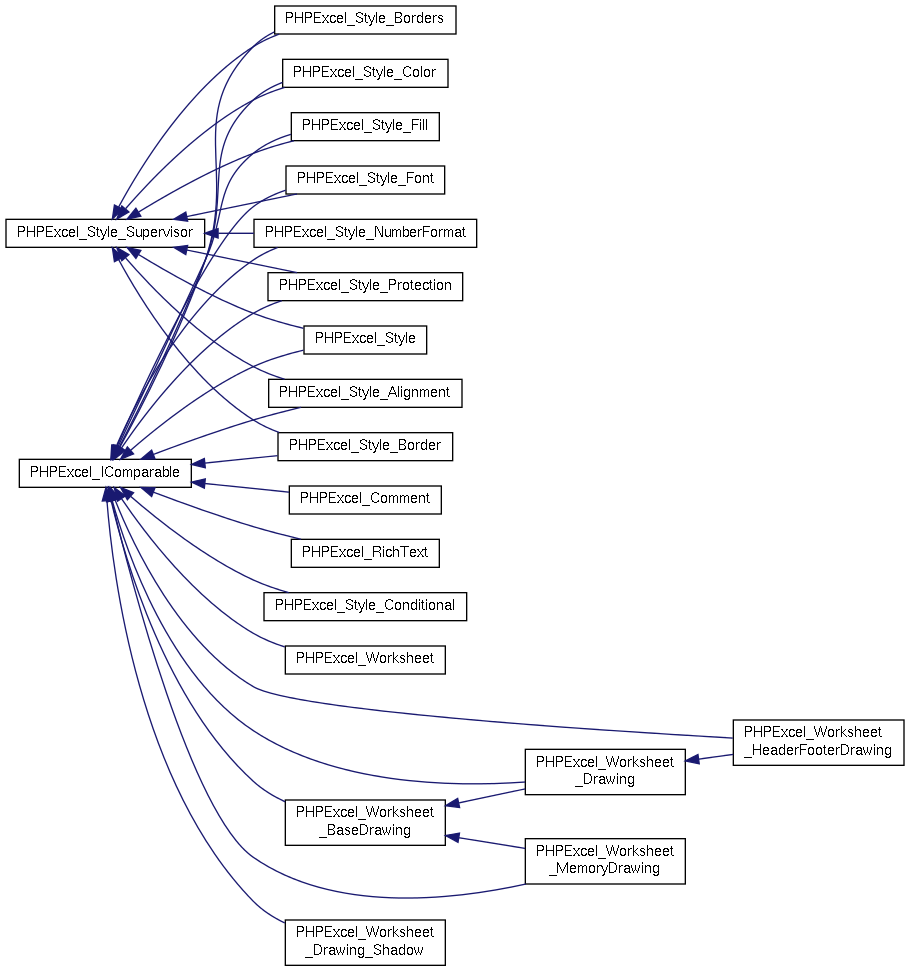 PHPExcel_Style_Borders
PHPExcel_Style_Color
PHPExcel_Style_Fill
PHPExcel_Style_Font
PHPExcel_Style_Supervisor
PHPExcel_Style_NumberFormat
PHPExcel_Style_Protection
PHPExcel_Style
PHPExcel_Style_Alignment
PHPExcel_Style_Border
PHPExcel_IComparable
PHPExcel_Comment
PHPExcel_RichText
PHPExcel_Style_Conditional
PHPExcel_Worksheet
PHPExcel_Worksheet
_HeaderFooterDrawing
PHPExcel_Worksheet
_Drawing
PHPExcel_Worksheet
_BaseDrawing
PHPExcel_Worksheet
_MemoryDrawing
PHPExcel_Worksheet
_Drawing_Shadow